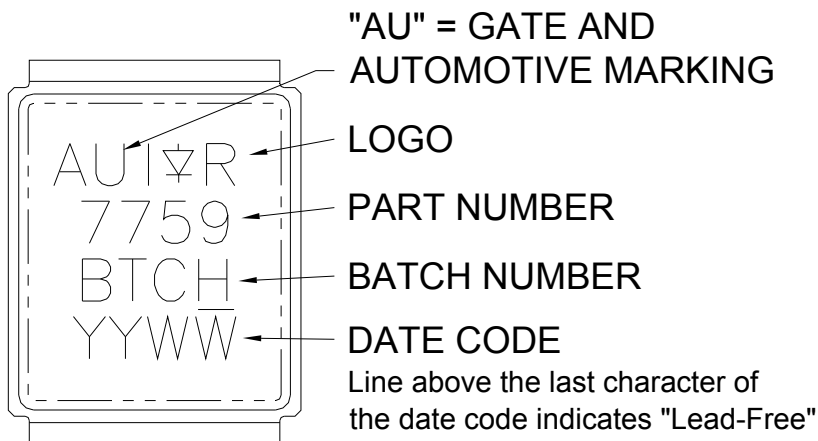 "AU" = GATE AND
AUTOMOTIVE MARKING
AUI R
LOGO
7759
PART NUMBER
BTCH
BATCH NUMBER
YYWW
DATE CODE
Line above the last character of
the date code indicates "Lead-Free"